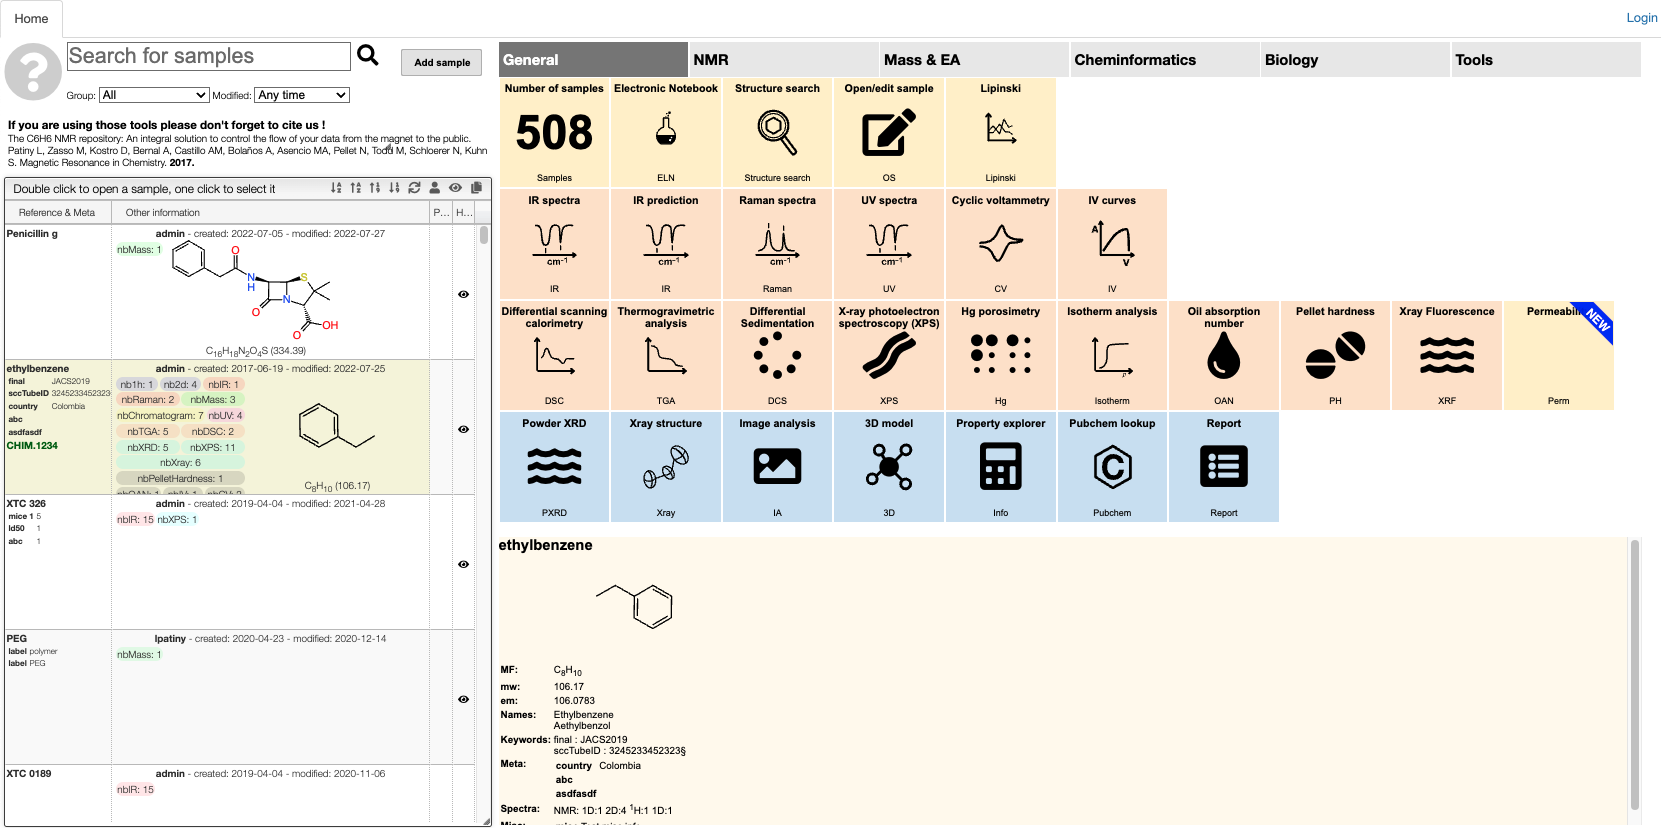 Home
Login
Search for samples
Add sample
Group: All Modified: Any time
If you are using those tools please don't forget to cite us !
The C6H6 NMR repository: An integral solution to control the flow of your data from the magnet to the public.
Patiny L, Zasso M, Kostro D, Bernal A, Castillo AM, Bolaños A, Asencio MA, Pellet N, Todd M, Schloerer N, Kuhn
S. Magnetic Resonance in Chemistry. 2017.
Double click to open a sample, one click to select it
Reference & Meta Other information P... H...
Penicillin g
admin - created: 2022-07-05 - modified: 2022-07-27
nbMass: 1
O
N
H
S
N
O
O
OH
C16H18N2O4S (334.39)
ethylbenzene
final JACS2019
sccTubeID 3245233452323
country Colombia
abc
asdfasdf
CHIM.1234
admin - created: 2017-06-19 - modified: 2022-07-25
nb1h: 1 nb2d: 4 nbIR: 1
nbRaman: 2 nbMass: 3
nbChromatogram: 7 nbUV: 4
nbTGA: 5 nbDSC: 2
nbXRD: 5 nbXPS: 11
nbXray: 6
nbPelletHardness: 1
C8H10 (106.17)
XTC 326
mice 1 5
ld50 1
abc 1
admin - created: 2019-04-04 - modified: 2021-04-28
nbIR: 15 nbXPS: 1
PEG
label polymer
label PEG
lpatiny - created: 2020-04-23 - modified: 2020-12-14
nbMass: 1
XTC 0189
admin - created: 2019-04-04 - modified: 2020-11-06
nbIR: 15
General NMR Mass & EA Cheminformatics Biology Tools
Number of samples Electronic Notebook Structure search Open/edit sample Lipinski
508
Samples ELN Structure search OS Lipinski
IR spectra IR prediction Raman spectra UV spectra Cyclic voltammetry IV curves
cm-1 cm-1 cm-1 cm-1 A V
IR IR Raman UV CV IV
Differential scanning Thermogravimetric Differential X-ray photoelectron Hg porosimetry Isotherm analysis Oil absorption Pellet hardness Xray Fluorescence Permeabil
calorimetry analysis Sedimentation spectroscopy (XPS) number
NEW
P
DSC TGA DCS XPS Hg Isotherm OAN PH XRF Perm
Powder XRD Xray structure Image analysis 3D model Property explorer Pubchem lookup Report
C
PXRD Xray IA 3D Info Pubchem Report
ethylbenzene
MF: C8H10
mw: 106.17
em: 106.0783
Names: Ethylbenzene
Aethylbenzol
Keywords: final : JACS2019
sccTubeID : 3245233452323§
Meta: country Colombia
abc
asdfasdf
Spectra: NMR: 1D:1 2D:4 1H:1 1D:1